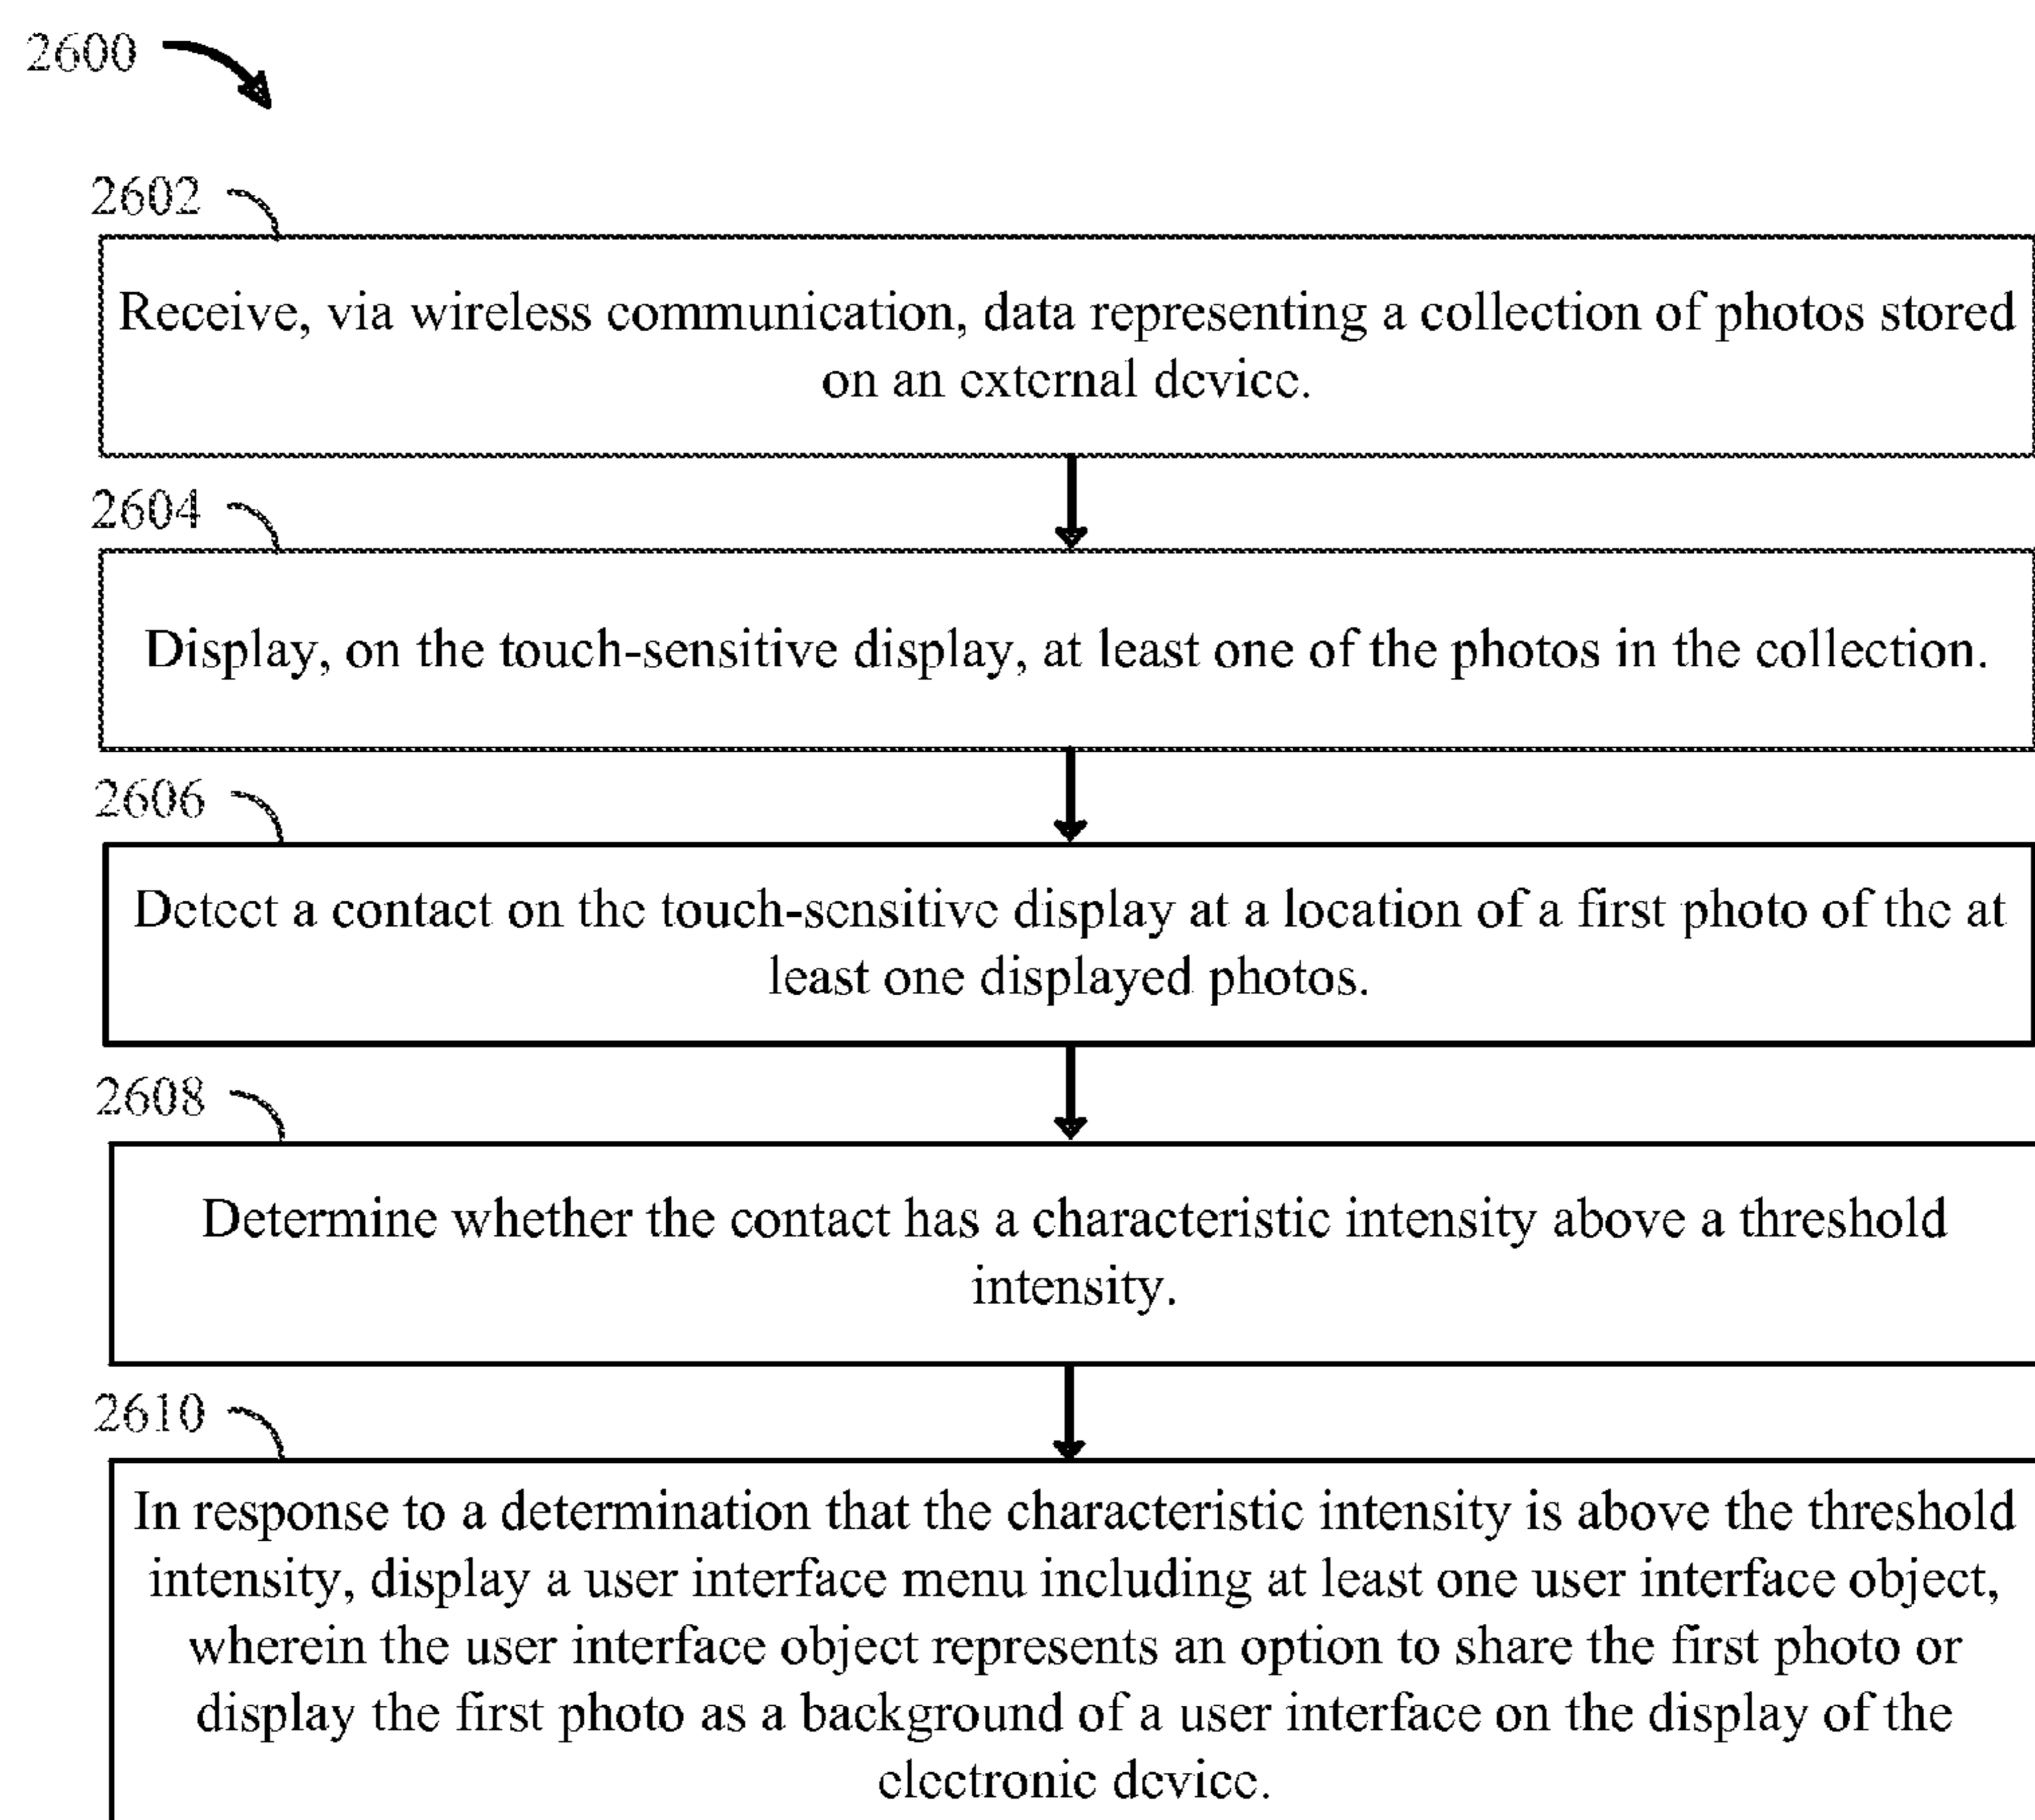 2600
2602
Receive, via wireless communication, data representing a collection of photos stored
on an external device.
2604
Display, on the touch-sensitive display, at least one of the photos in the collection.
2606
Detect a contact on the touch-sensitive display at a location of a first photo of the at
least one displayed photos.
2608
Determine whether the contact has a characteristic intensity above a threshold
intensity.
2610
In response to a determination that the characteristic intensity is above the threshold
intensity, display a user interface menu including at least one user interface object,
wherein the user interface object represents an option to share the first photo or
display the first photo as a background of a user interface on the display of the
electronic device.